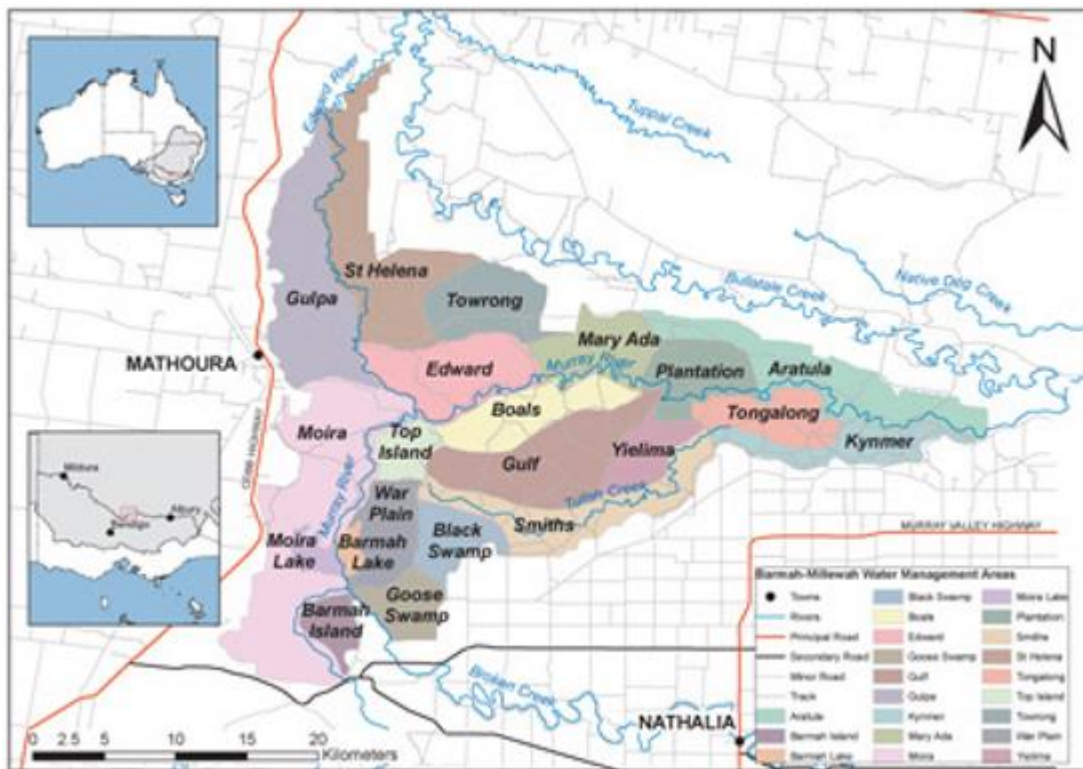 N
Edward River
Tuppal Creek
St Helena
Bullatale Creek
Native Dog Creek
Gulpa
Towrong
Mary Ada
MATHOURA
Edward
Murray River
Plantation
Aratula
Boals
Tongalong
Moira
Top
Island
Kynmer
Gulf
Yielima
COBB HIGHWAY
Mildura
Albury
Bendigo
Murray River
War
Plain
Tullah Creek
Smiths
Black
Swamp
MURRAY VALLEY HIGHWAY
Moira
Lake
Barmah
Lake
Goose
Swamp
Barmah
Island
Broken Creek
NATHALIA
Barmah-Millewah Water Management Areas
Towns
Rivers
Principal Road
Secondary Road
Minor Road
Track
Aratula
Barmah Island
Barmah Lake
Black Swamp
Boals
Edward
Goose Swamp
Gulf
Gulpa
Kynmer
Mary Ada
Moira
Moira Lake
Plantation
Smiths
St Helena
Tongalong
Top Island
Towrong
War Plain
Yielima
0 2.5 5 10 15 20
Kilometers